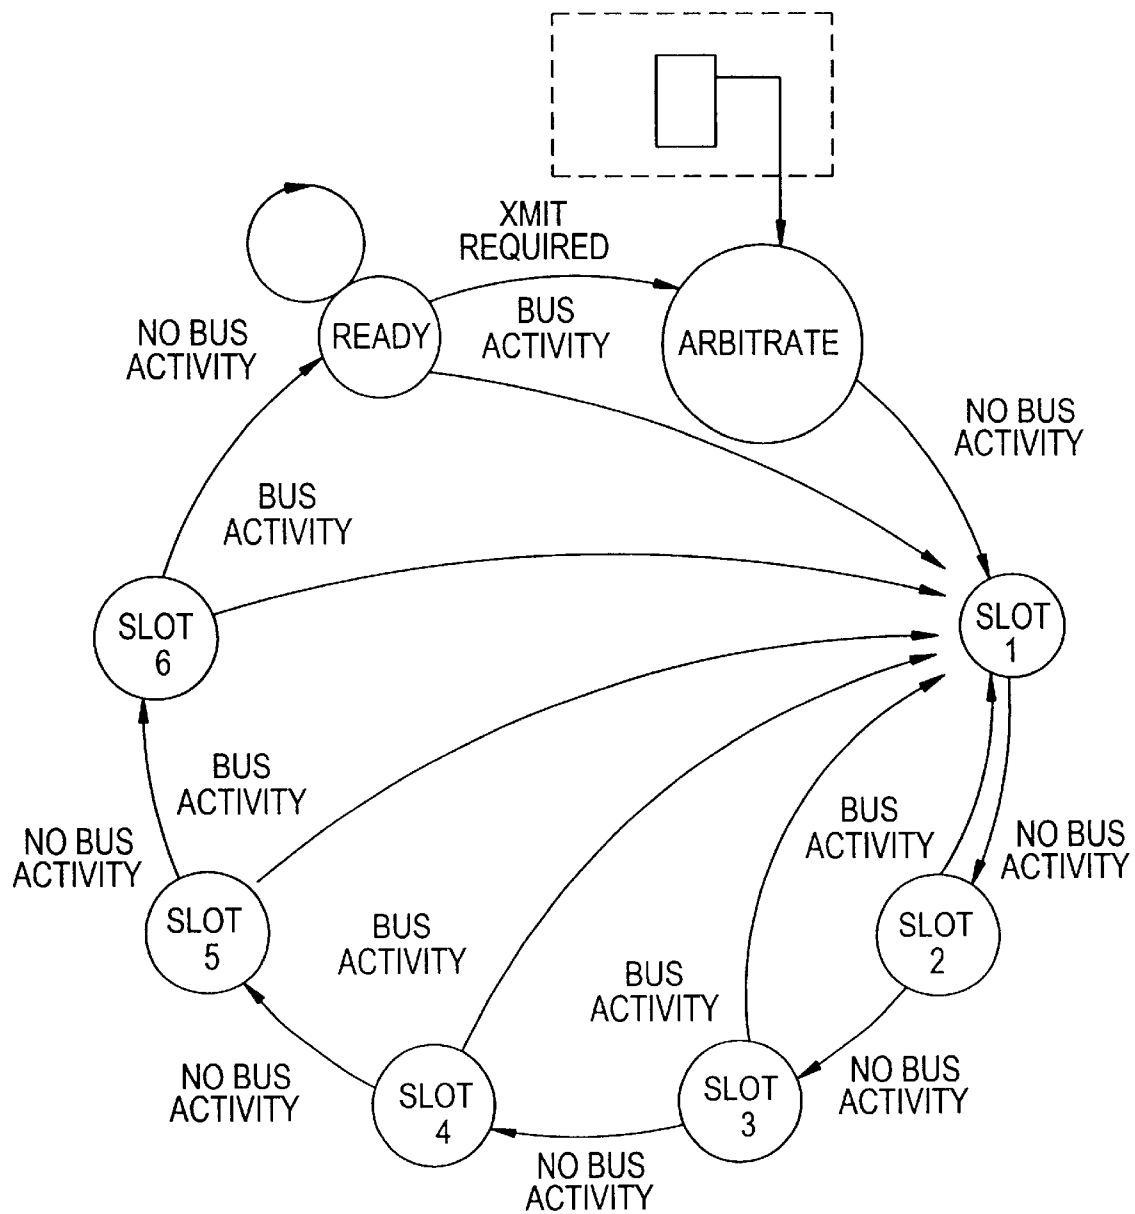 XMIT
REQUIRED
NO BUS
ACTIVITY
READY
BUS
ACTIVITY
ARBITRATE
NO BUS
ACTIVITY
BUS
ACTIVITY
SLOT
6
SLOT
1
BUS
ACTIVITY
NO BUS
ACTIVITY
BUS
ACTIVITY
NO BUS
ACTIVITY
SLOT
5
BUS
ACTIVITY
BUS
ACTIVITY
SLOT
2
NO BUS
ACTIVITY
SLOT
4
SLOT
3
NO BUS
ACTIVITY
NO BUS
ACTIVITY